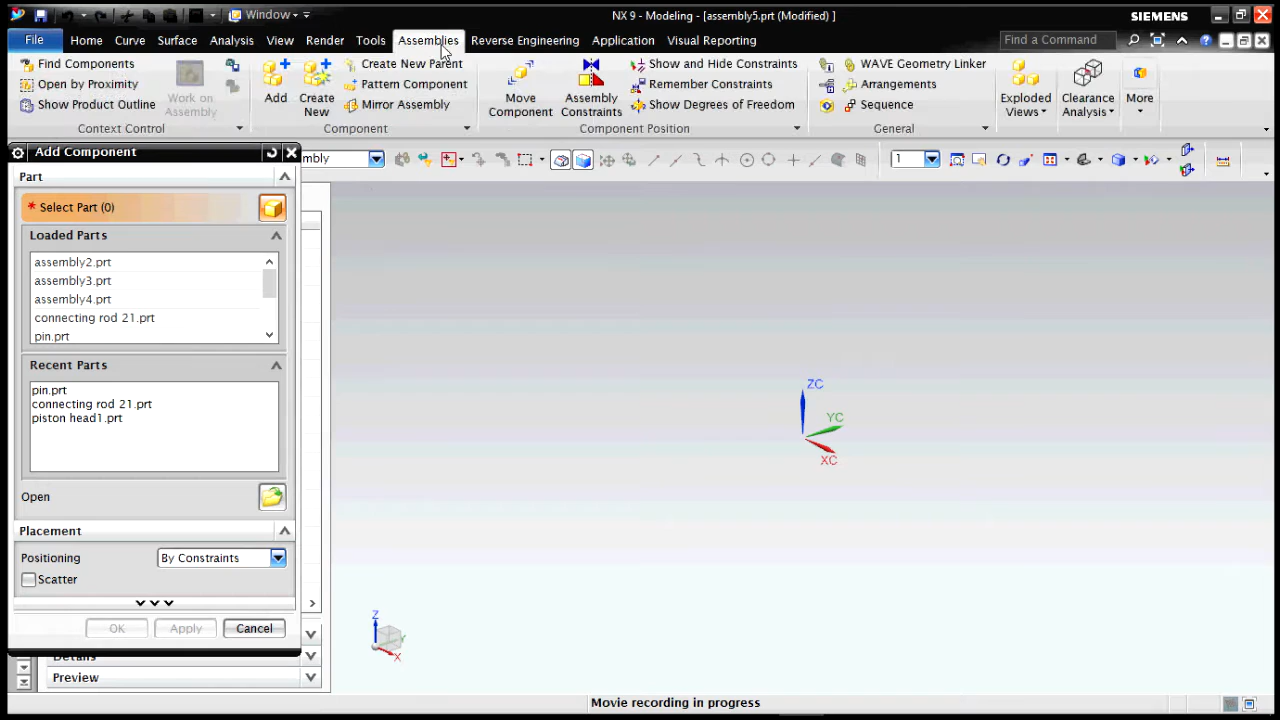 Window
NX 9 - Modeling - [assembly5.prt (Modified) ]
SIEMENS
File
Home
Curve
Surface
Analysis
View
Render
Tools
Assemblies
Reverse Engineering
Application
Visual Reporting
Find a Command
Find Components
Open by Proximity
Show Product Outline
Work on
Assembly
Context Control
Add
Create
New
Create New Parent
Pattern Component
Mirror Assembly
Component
Move
Component
Assembly
Constraints
Show and Hide Constraints
Remember Constraints
Show Degrees of Freedom
Component Position
WAVE Geometry Linker
Arrangements
Sequence
General
Exploded
Views
Clearance
Analysis
More
Add Component
mbly
1
Part
* Select Part (0)
Loaded Parts
assembly2.prt
assembly3.prt
assembly4.prt
connecting rod 21.prt
pin.prt
Recent Parts
pin.prt
connecting rod 21.prt
piston head1.prt
Open
Placement
Positioning
By Constraints
Scatter
OK
Apply
Cancel
Details
Preview
ZC
YC
XC
Z
Y
X
Movie recording in progress